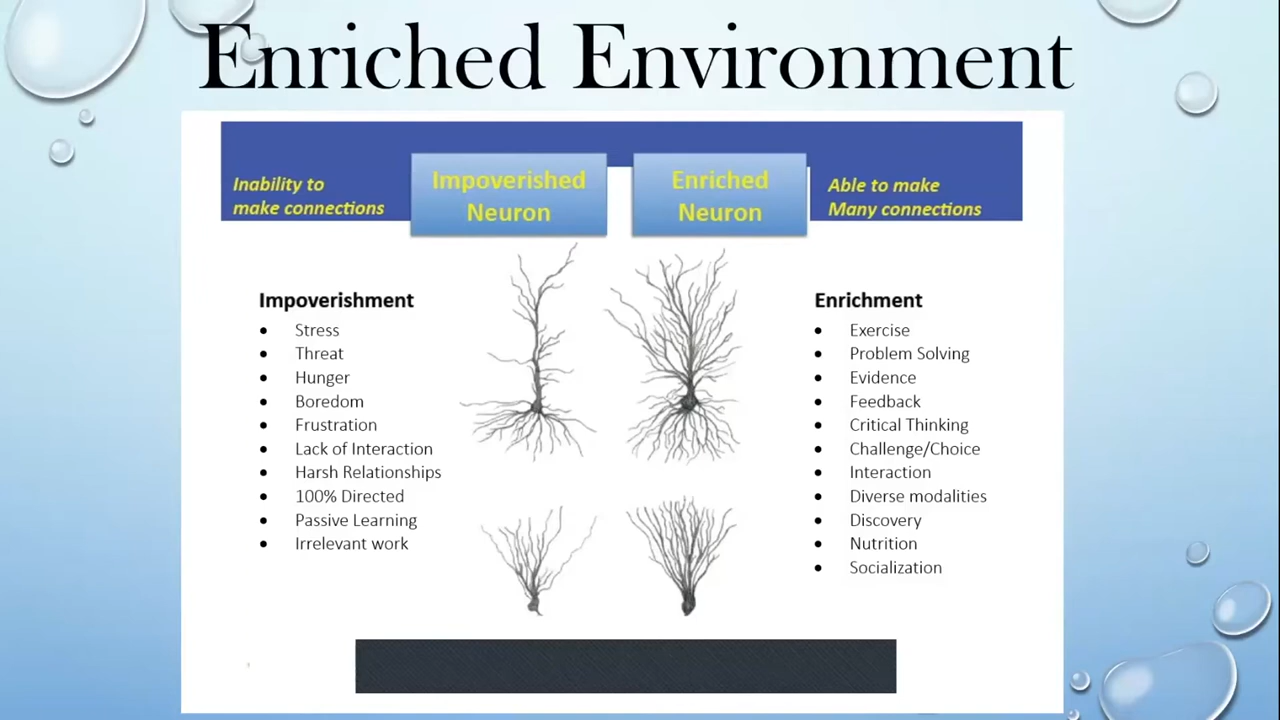 Enriched Environment
Inability to
make connections
Impoverished
Neuron
Enriched
Neuron
Able to make
Many connections
Impoverishment
• Stress
• Threat
• Hunger
• Boredom
• Frustration
• Lack of Interaction
• Harsh Relationships
• 100% Directed
• Passive Learning
• Irrelevant work
Enrichment
• Exercise
• Problem Solving
• Evidence
• Feedback
• Critical Thinking
• Challenge/Choice
• Interaction
• Diverse modalities
• Discovery
• Nutrition
• Socialization